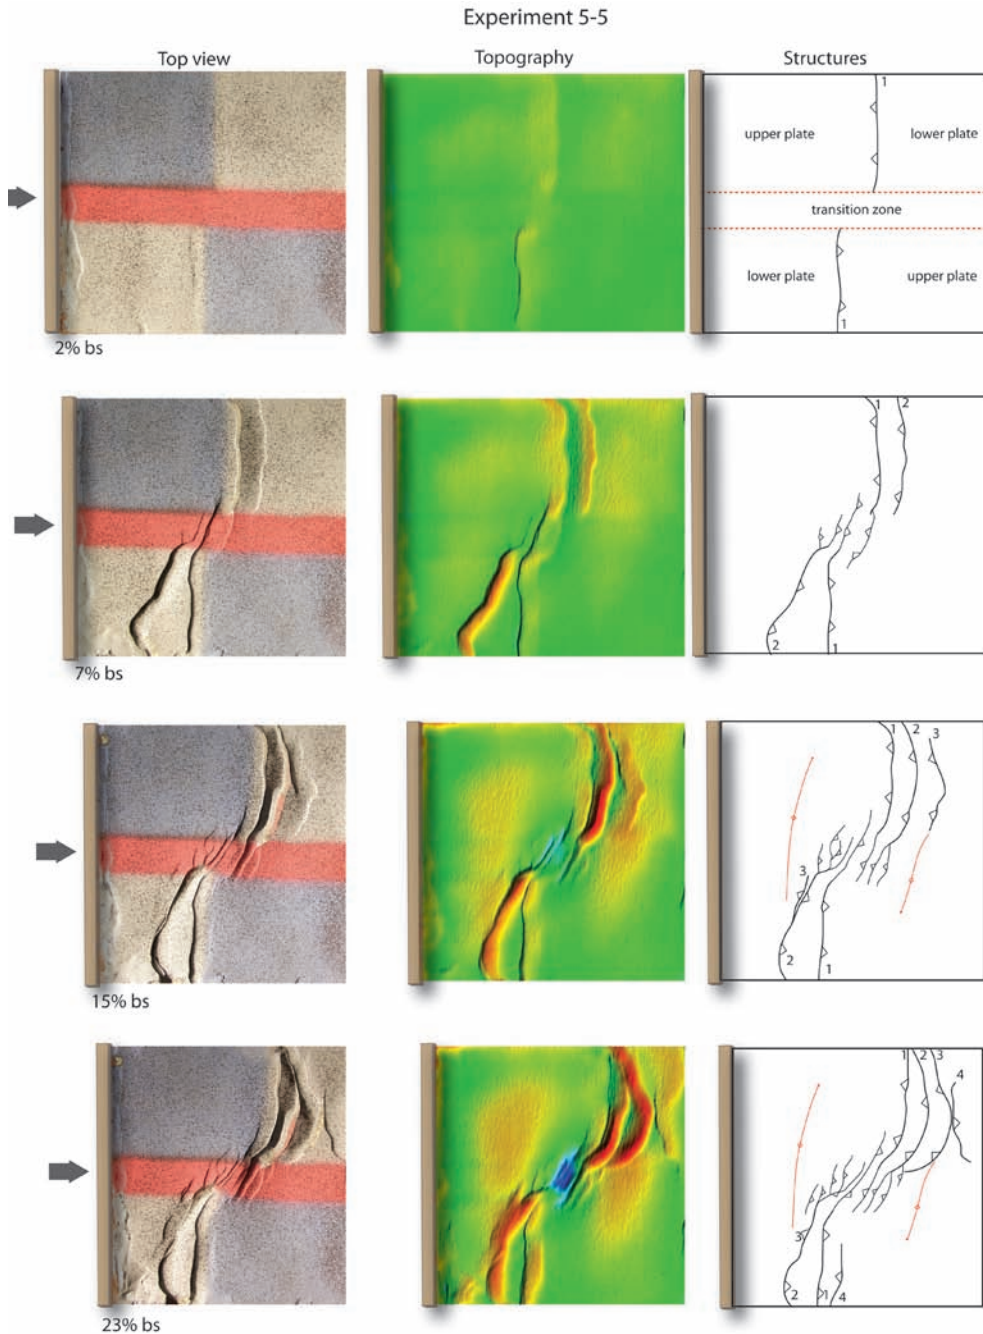 Experiment 5-5
Top view
Topography
Structures
1
upper plate
lower plate
transition zone
lower plate
upper plate
1
2% bs
1
2
2
1
7% bs
1
2
3
3
2
1
15% bs
1
2
3
4
3
2
1
4
23% bs